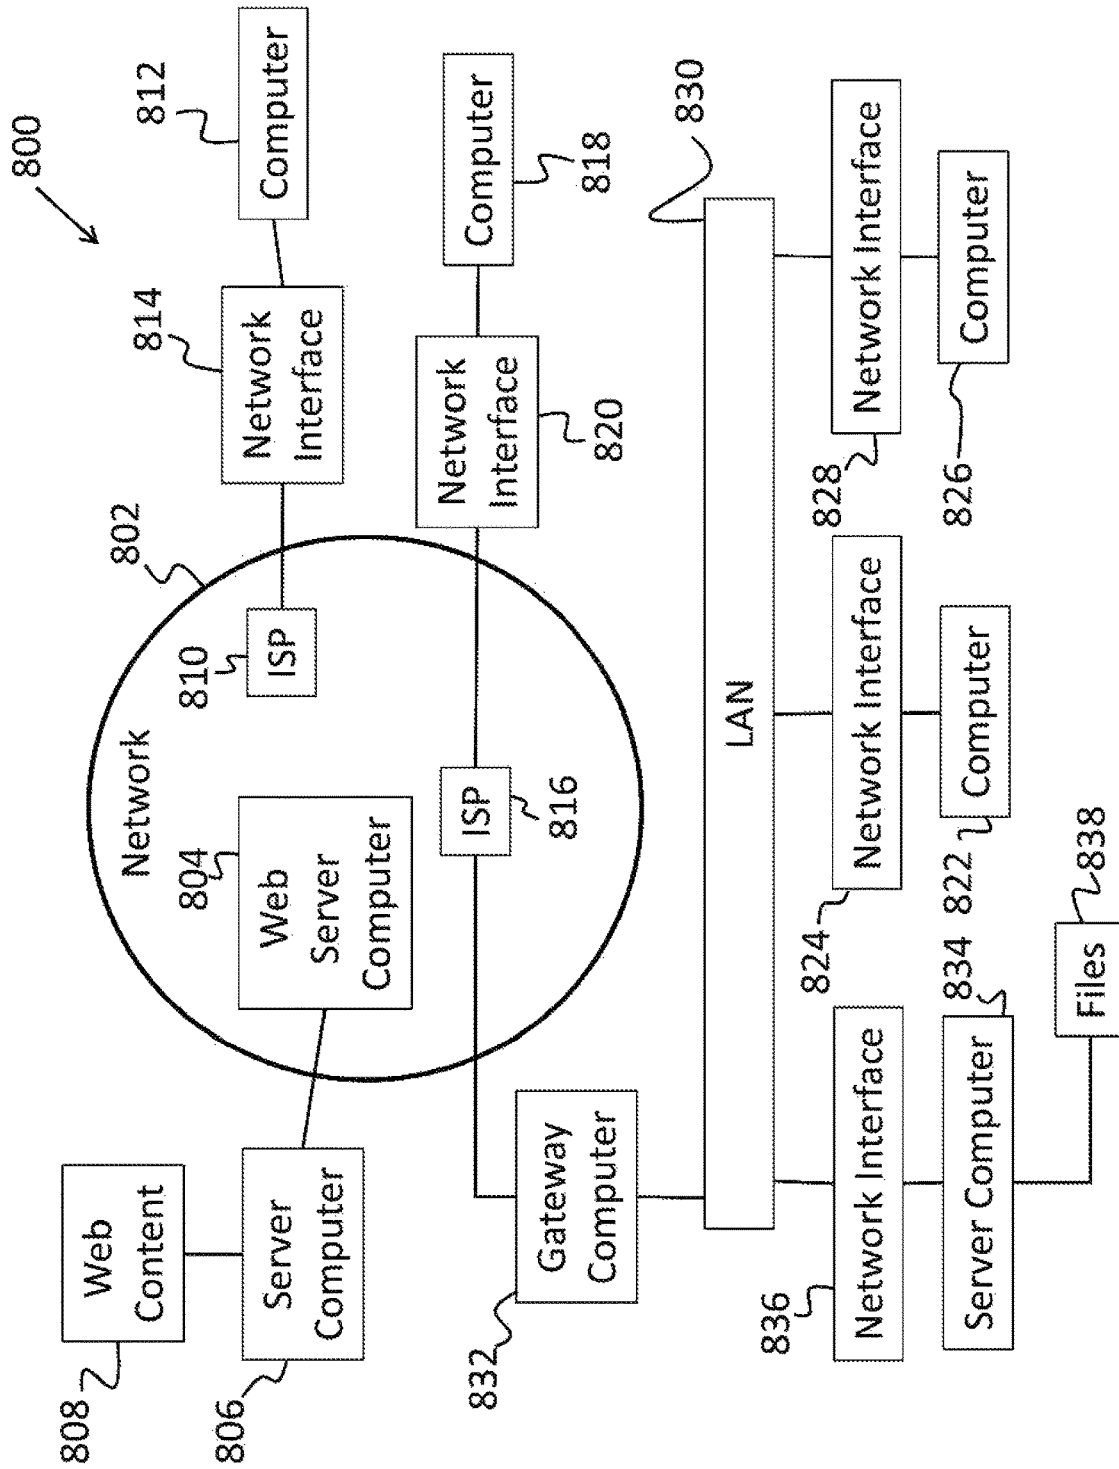 800
808
Web
Content
806
Server
Computer
Network
802
804
Web
Server
Computer
810
ISP
814
Network
Interface
812
Computer
ISP
816
Network
Interface
820
Computer
818
832
Gateway
Computer
LAN
830
836
Network Interface
824
Network Interface
828
Network Interface
Server Computer
834
822
Computer
826
Computer
Files
838